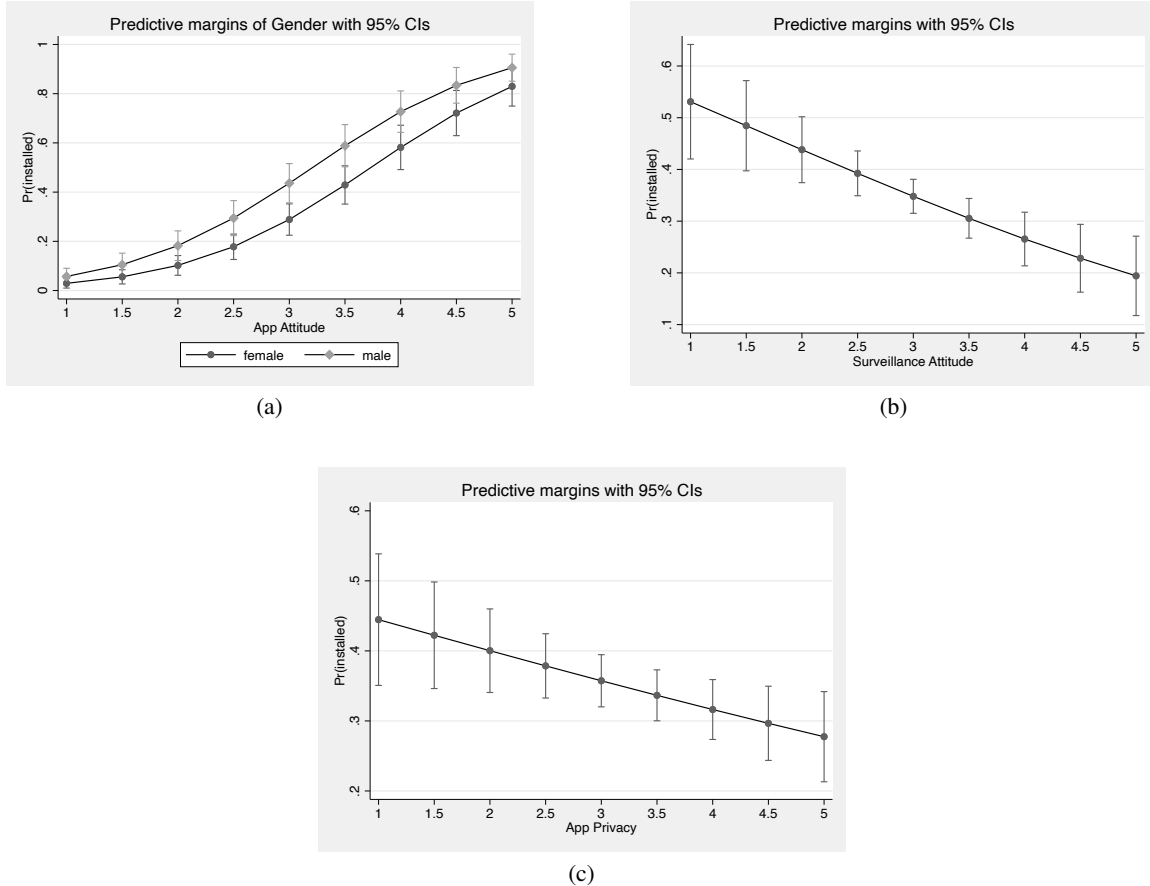 Predictive margins of Gender with 95% CIs
Pr(installed)
1
.8
.6
.4
.2
0
1 1.5 2 2.5 3 3.5 4 4.5 5
App Attitude
female male
(a)
Predictive margins with 95% CIs
Pr(installed)
.6
.5
.4
.3
.2
.1
1 1.5 2 2.5 3 3.5 4 4.5 5
Surveillance Attitude
(b)
Predictive margins with 95% CIs
Pr(installed)
.6
.5
.4
.3
.2
1 1.5 2 2.5 3 3.5 4 4.5 5
App Privacy
(c)